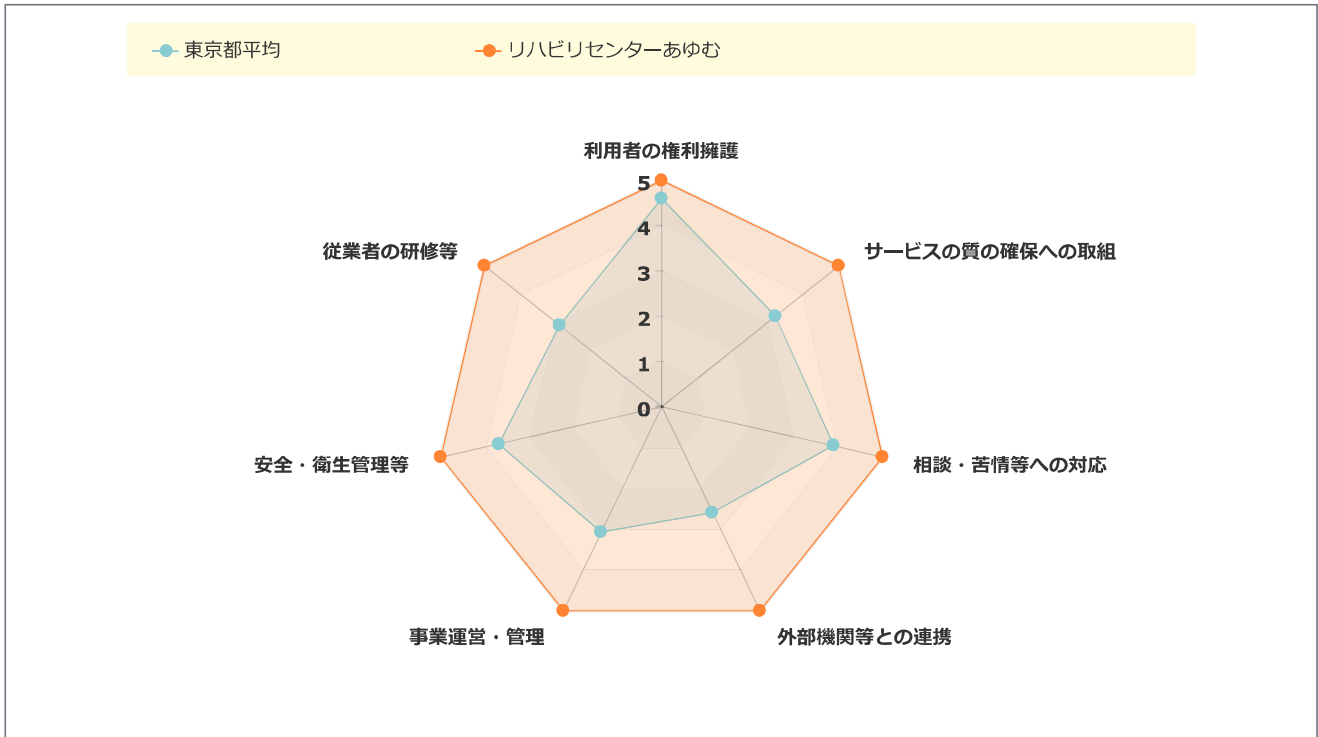 東京都平均 リハビリセンターあゆむ
利用者の権利擁護
5
4
3
2
1
0
サービスの質の確保への取組
相談・苦情等への対応
外部機関等との連携
事業運営・管理
安全・衛生管理等
従業者の研修等